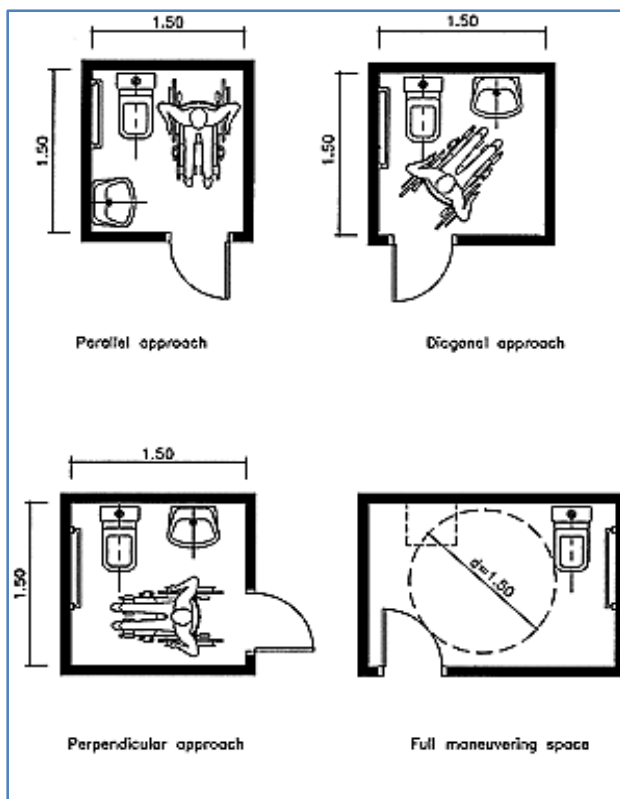 1.50
1.50
1.50
1.50
Parallel approach
Diagonal approach
1.50
1.50
d=1.50
Perpendicular approach
Full maneuvering space